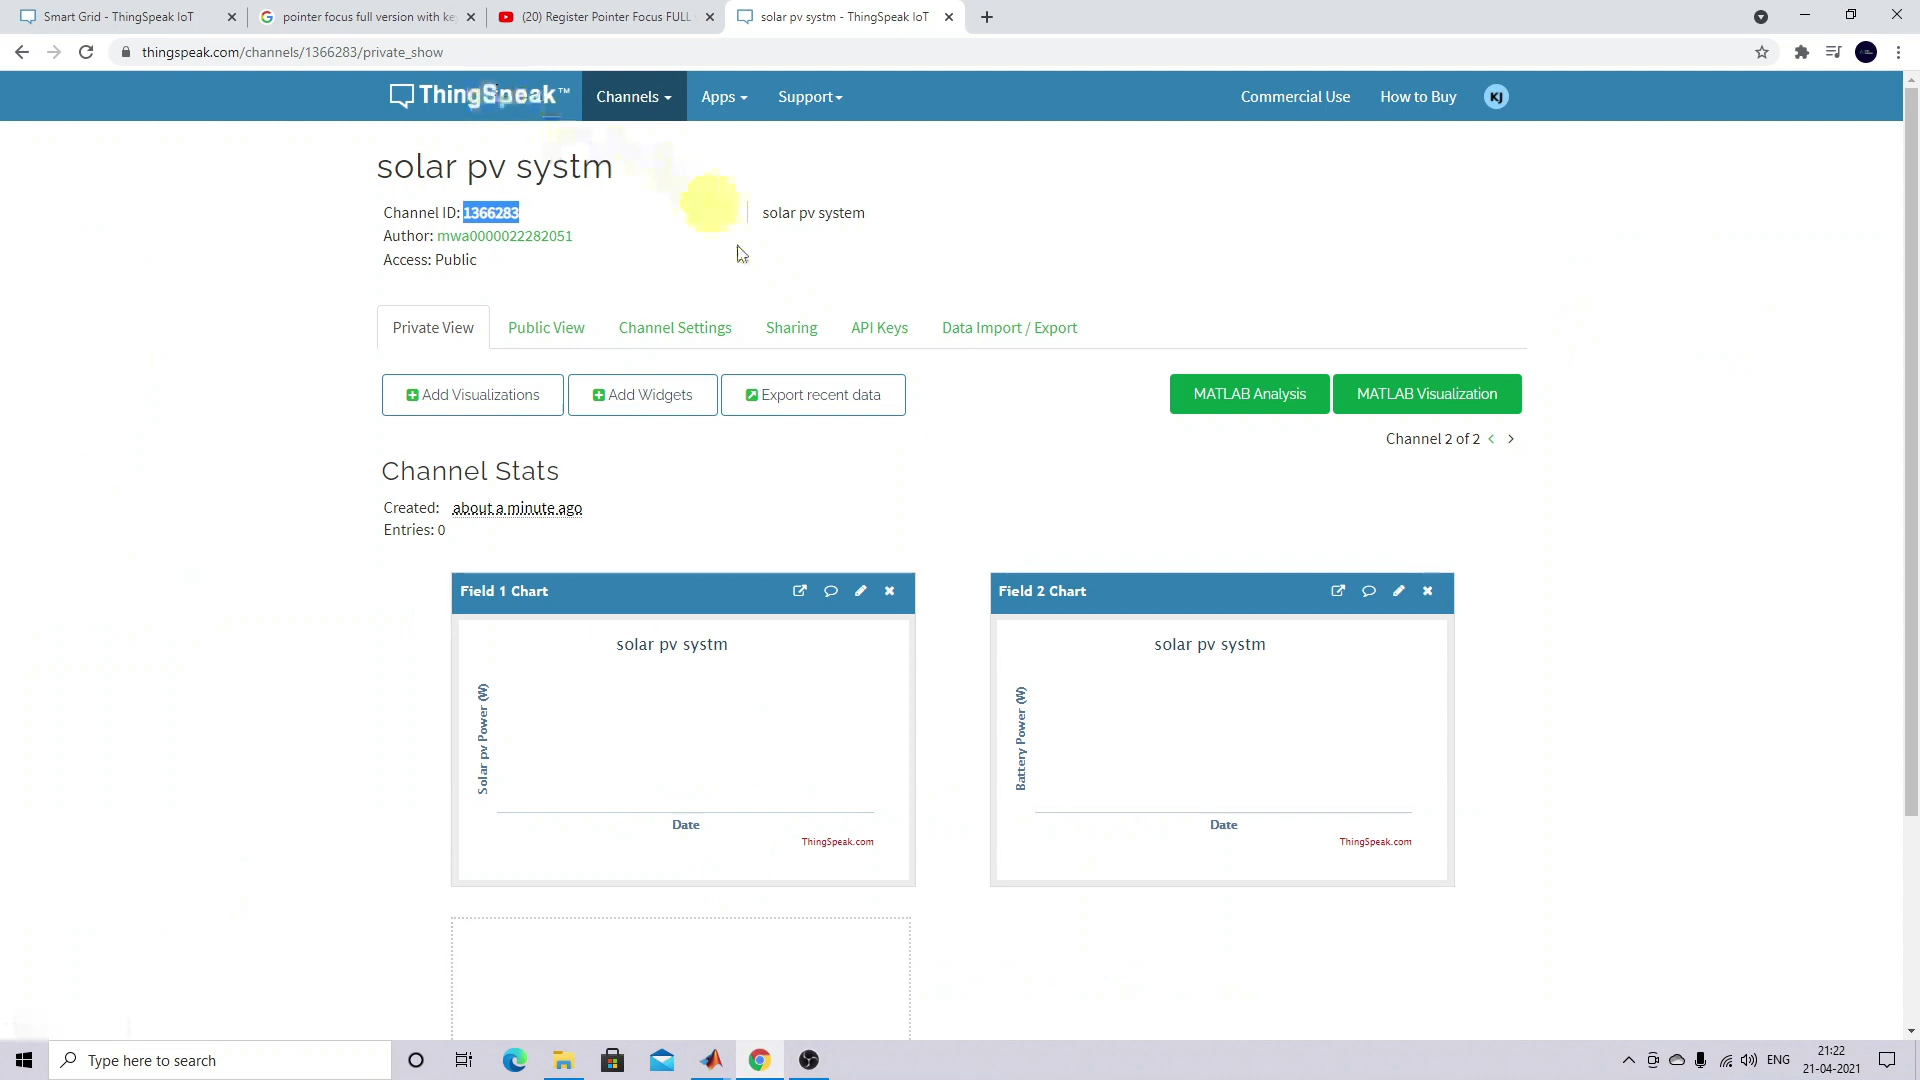 Smart Grid - ThingSpeak IoT
pointer focus full version with ke
(20) Register Pointer Focus FULL
solar pv systm - ThingSpeak IoT
thingspeak.com/channels/1366283/private_show
ThingSpeak™
Channels
Apps
Support
Commercial Use
How to Buy
KJ
solar pv systm
Channel ID: 1366283
solar pv system
Author: mwa0000022282051
Access: Public
Private View
Public View
Channel Settings
Sharing
API Keys
Data Import / Export
Add Visualizations
Add Widgets
Export recent data
MATLAB Analysis
MATLAB Visualization
Channel 2 of 2
Channel Stats
Created: about a minute ago
Entries: 0
Field 1 Chart
solar pv systm
Solar pv Power (W)
Date
ThingSpeak.com
Field 2 Chart
solar pv systm
Battery Power (W)
Date
ThingSpeak.com
Type here to search
ENG
21:22
21-04-2021